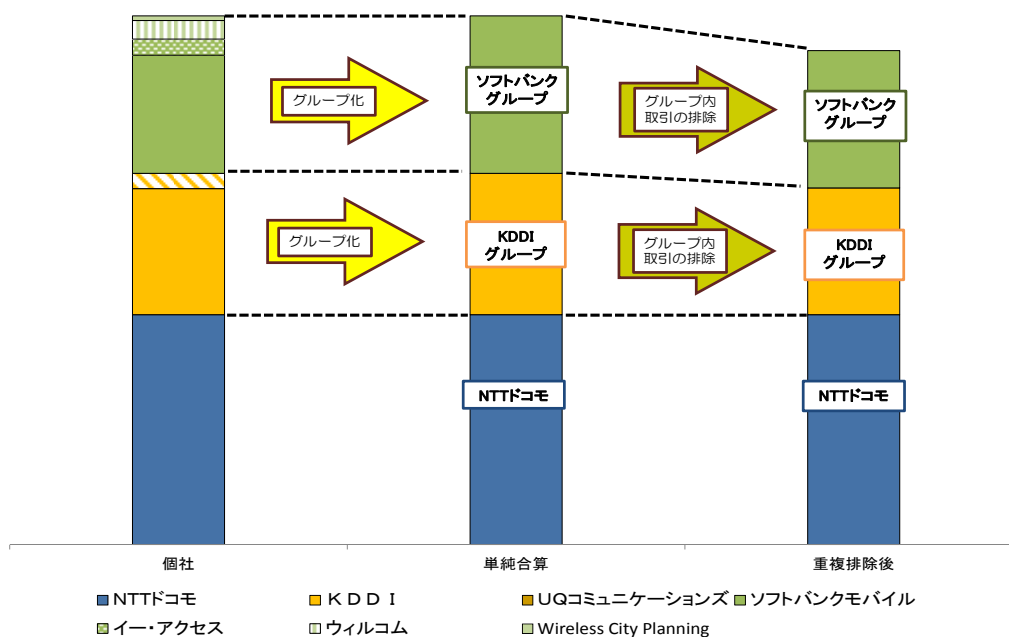 グループ化
ソフトバンク
グループ
グループ内
取引の排除
ソフトバンク
グループ
グループ化
KDDI
グループ
グループ内
取引の排除
KDDI
グループ
NTTドコモ
NTTドコモ
個社
単純合算
重複排除後
NTTドコモ
ＫＤＤＩ
UQコミュニケーションズ
ソフトバンクモバイル
イー・アクセス
ウィルコム
Wireless City Planning